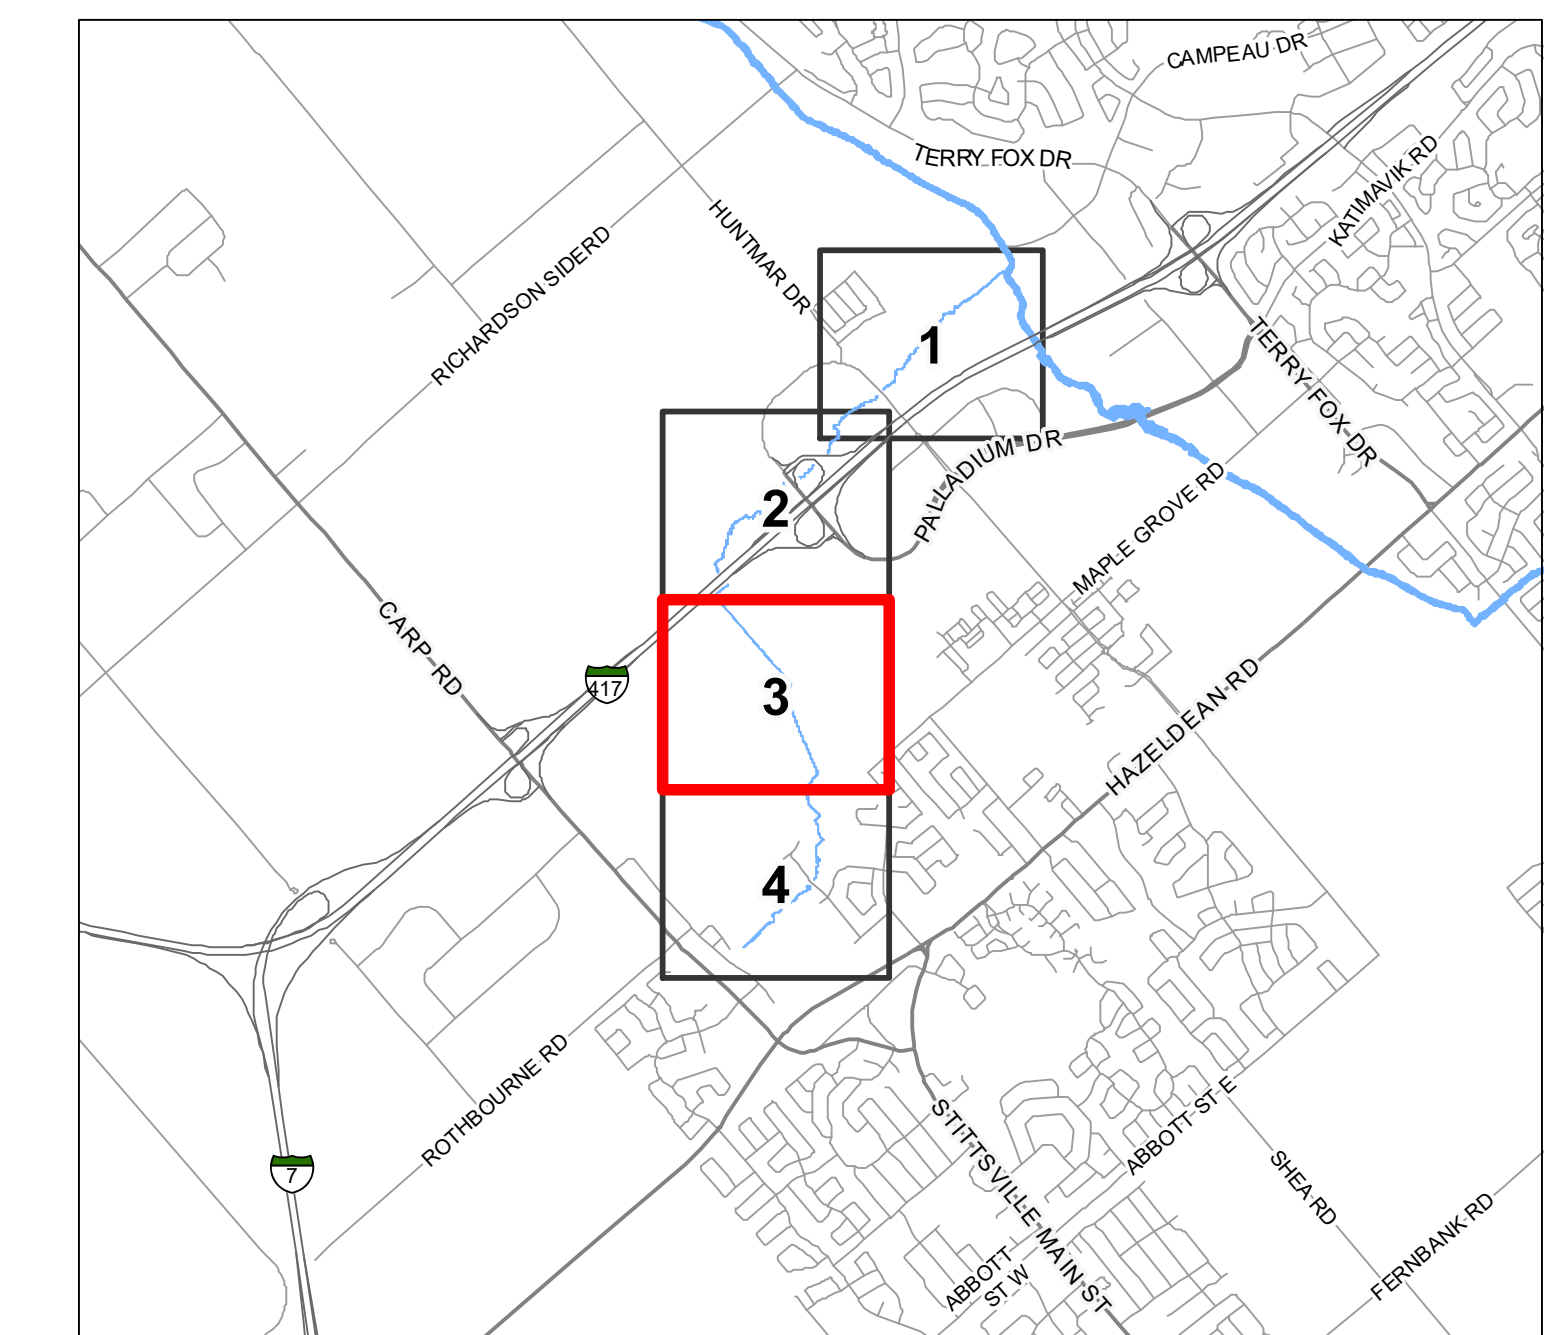 CAMPEAU DR
TERRY FOX DR
KATIMAVIK RD
HUNTMAR DR
RICHARDSON SIDERD
1
TERRY FOX DR
PALLADIUM DR
2
MAPLE GROVE RD
CARP RD
417
3
HAZELDEAN RD
4
ROTHBOURNE RD
7
STITTSVILLE MAIN ST
ABBOTT ST E
SHEA RD
FERNBANK RD
ABBOTT
ST W